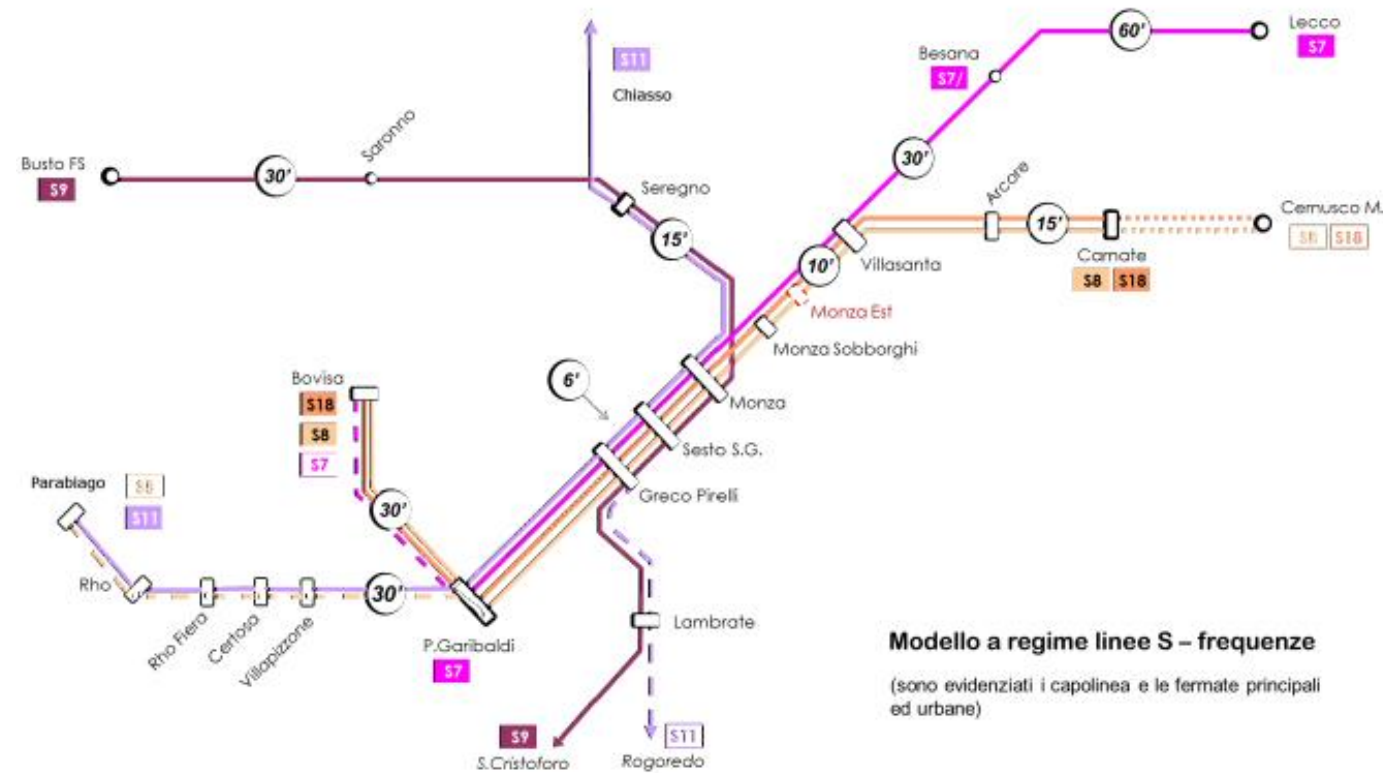 Lecco
S7
60'
Besana
S7/
S11
Chiasso
30'
Saronno
Busto FS
S9
30'
Seregno
15'
Arcore
15'
Cernusco M.
S8 S18
Villasanta
Carnate
S8 S18
10'
Monza Est
Monza Sobborghi
6'
Monza
Sesto S.G.
Greco Pirelli
Bovisa
S18
S8
S7
30'
Parabiago
S8
S11
Rho
Rho Fiera
Certosa
Villapizzone
30'
P.Garibaldi
S7
Lambrate
S9
S.Cristoforo
S11
Rogoredo
Modello a regime linee S – frequenze
(sono evidenziati i capolinea e le fermate principali
ed urbane)